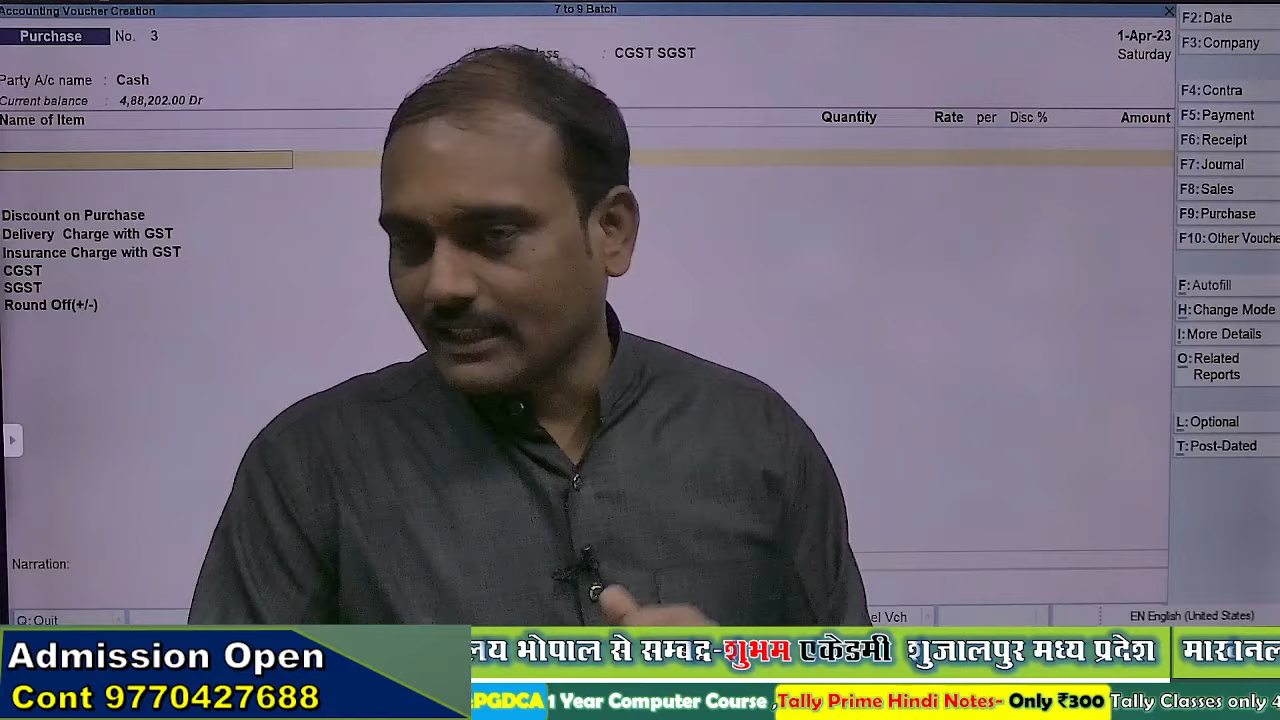 Accounting Voucher Creation
7 to 9 Batch
Purchase No. 3
1-Apr-23
CGST SGST
Saturday
Party A/c name : Cash
Current balance : 4,88,202.00 Dr
Name of Item Quantity Rate per Disc % Amount
Discount on Purchase
Delivery Charge with GST
Insurance Charge with GST
CGST
SGST
Round Off(+/-)
Narration:
Q: Quit
Vch
EN English (United States)
F2: Date
F3: Company
F4: Contra
F5: Payment
F6: Receipt
F7: Journal
F8: Sales
F9: Purchase
F10: Other
F: Autofill
H: Change Mode
I: More Details
O: Related
Reports
L: Optional
T: Post-Dated
Admission Open
Cont 9770427688
भोपाल से सम्बद्र-शुभम एकेडमी शुजालपुर मध्य प्रदेश
PGDCA 1 Year Computer Course ,Tally Prime Hindi Notes- Only ₹300 Tally Classes only